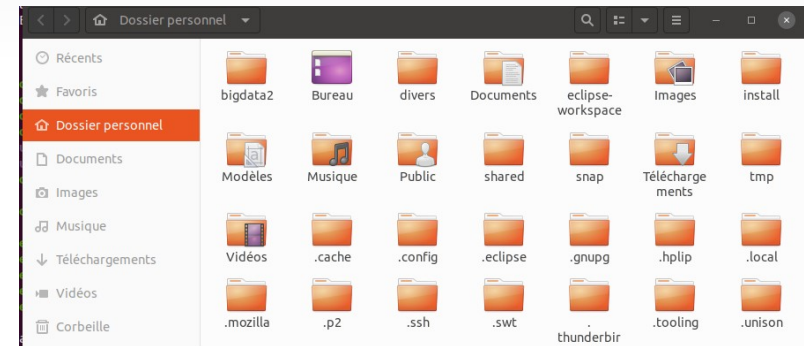 Dossier personnel
Récents
Favoris
Dossier personnel
Documents
Images
Musique
Téléchargements
Vidéos
Corbeille
bigdata2 Bureau divers Documents eclipse- Images install
workspace
Modèles Musique Public shared snap Télécharge tmp
ments
Vidéos .cache .config .eclipse .gnupg .hplip .local
.mozilla .p2 .ssh .swt . .tooling .unison
thunderbir